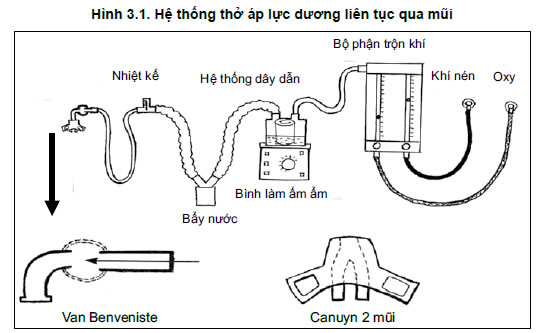 Hình 3.1. Hệ thống thở áp lực dương liên tục qua mũi
Bộ phận trộn khí
Nhiệt kế
Hệ thống dây dẫn
Khí nén
Oxy
Bình làm ấm ẩm
Bẫy nước
Van Benveniste
Canuyn 2 mũi